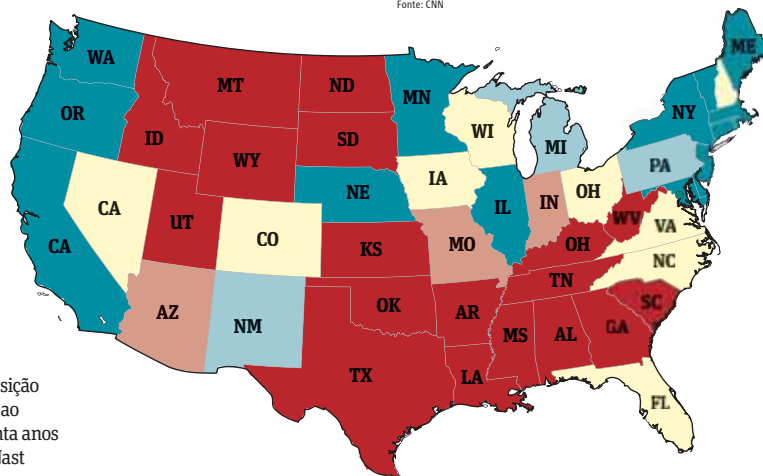 Fonte: CNN
WA
MT
ND
MN
ME
OR
ID
SD
WI
MI
NY
WY
NE
IA
PA
CA
UT
CO
IL
IN
OH
WV
VA
CA
KS
MO
OH
NC
AZ
NM
OK
AR
TN
SC
MS
AL
GA
TX
LA
FL
sição
ao
ta anos
last